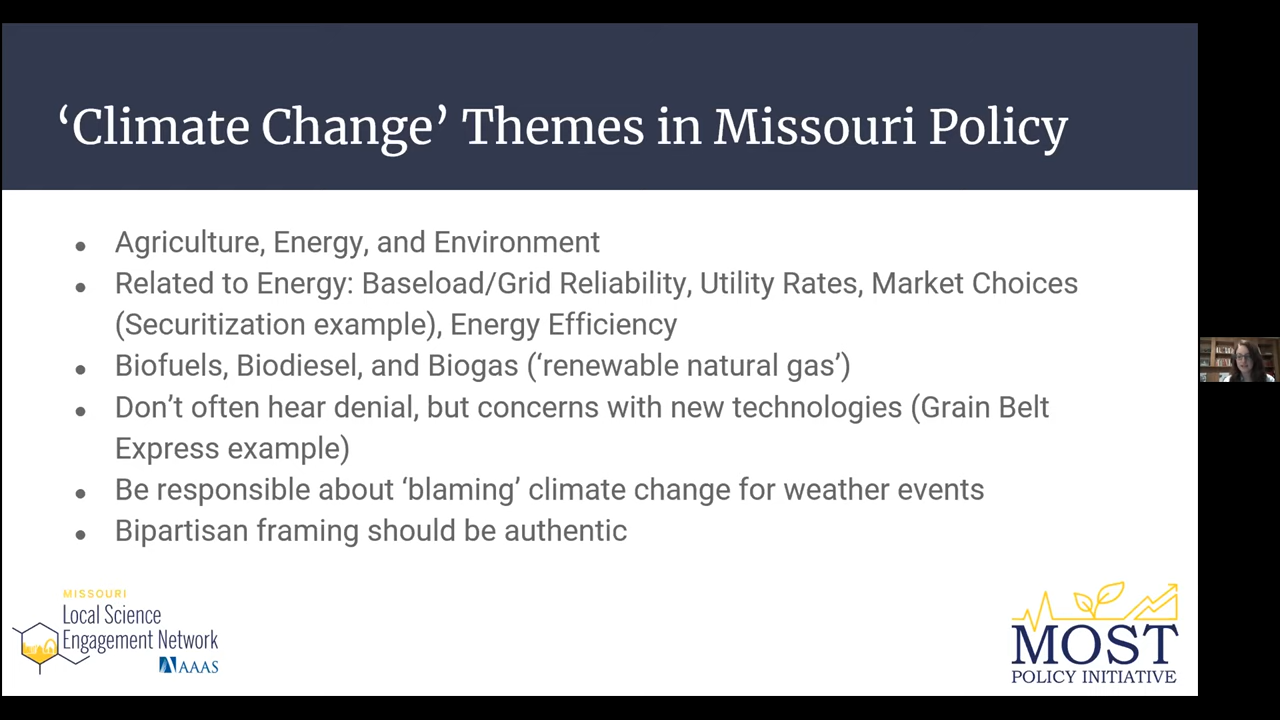 ‘Climate Change’ Themes in Missouri Policy
● Agriculture, Energy, and Environment
● Related to Energy: Baseload/Grid Reliability, Utility Rates, Market Choices
(Securitization example), Energy Efficiency
● Biofuels, Biodiesel, and Biogas (‘renewable natural gas’)
● Don’t often hear denial, but concerns with new technologies (Grain Belt
Express example)
● Be responsible about ‘blaming’ climate change for weather events
● Bipartisan framing should be authentic
MISSOURI
Local Science
Engagement Network
AAAS
MOST
POLICY INITIATIVE